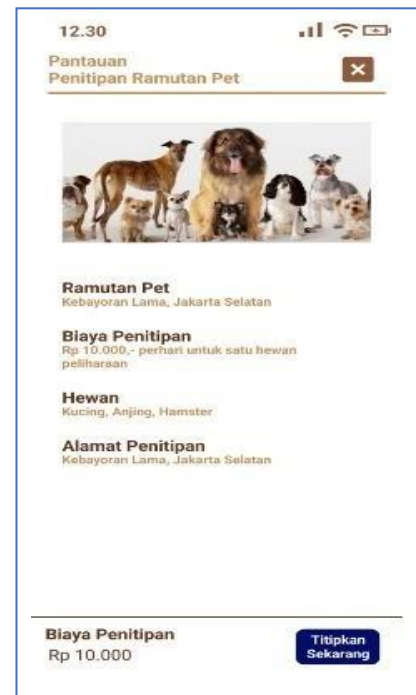 12.30
Pantauan
Penitipan Ramutan Pet
Ramutan Pet
Kebayoran Lama, Jakarta Selatan
Biaya Penitipan
Rp 10.000,- perhari untuk satu hewan
peliharaan
Hewan
Kucing, Anjing, Hamster
Alamat Penitipan
Kebayoran Lama, Jakarta Selatan
Biaya Penitipan
Rp 10.000
Titipkan
Sekarang